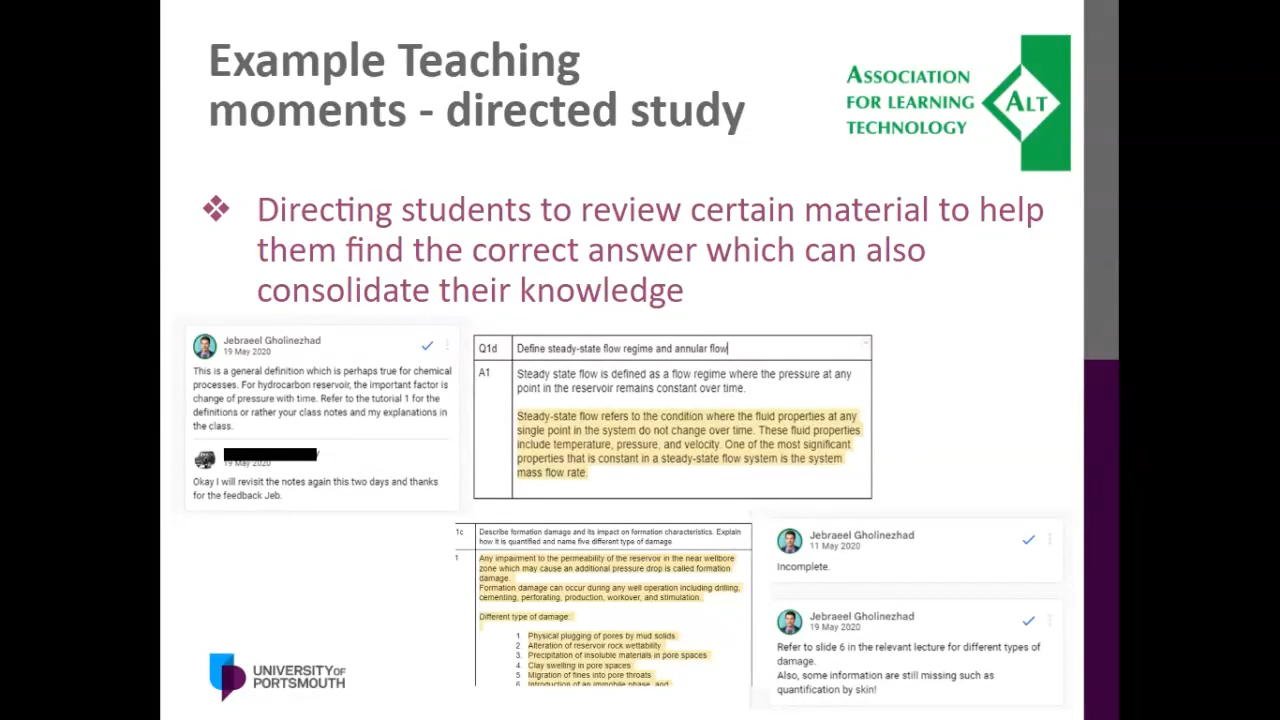 Example Teaching
moments - directed study
ASSOCIATION
FOR LEARNING
TECHNOLOGY
ALT
Directing students to review certain material to help
them find the correct answer which can also
consolidate their knowledge
Jebraeel Gholinezhad
19 May 2020
This is a general definition which is perhaps true for chemical
processes. For hydrocarbon reservoir, the important factor is
change of pressure with time. Refer to the tutorial 1 for the
definitions or rather your class notes and my explanations in
the class.
19 May 2020
Okay I will revisit the notes again this two days and thanks
for the feedback Jeb.
Q1d
Define steady-state flow regime and annular flow
A1
Steady state flow is defined as a flow regime where the pressure at any
point in the reservoir remains constant over time.
Steady-state flow refers to the condition where the fluid properties at any
single point in the system do not change over time. These fluid properties
include temperature, pressure, and velocity. One of the most significant
properties that is constant in a steady-state flow system is the system
mass flow rate.
1c
Describe formation damage and its impact on formation characteristics. Explain
how it is quantified and name five different type of damage.
1
Any impairment to the permeability of the reservoir in the near wellbore
zone which may cause an additional pressure drop is called formation
damage.
Formation damage can occur during any well operation including drilling,
cementing, perforating, production, workover, and stimulation.
Different type of damage:
1 Physical plugging of pores by mud solids
2 Alteration of reservoir rock wettability
3 Precipitation of insoluble materials in pore spaces
4 Clay swelling in pore spaces
5 Migration of fines into pore throats
6 Introduction of an immobile phase, and
Jebraeel Gholinezhad
11 May 2020
Incomplete.
Jebraeel Gholinezhad
19 May 2020
Refer to slide 6 in the relevant lecture for different types of
damage.
Also, some information are still missing such as
quantification by skin!
UNIVERSITY OF
PORTSMOUTH